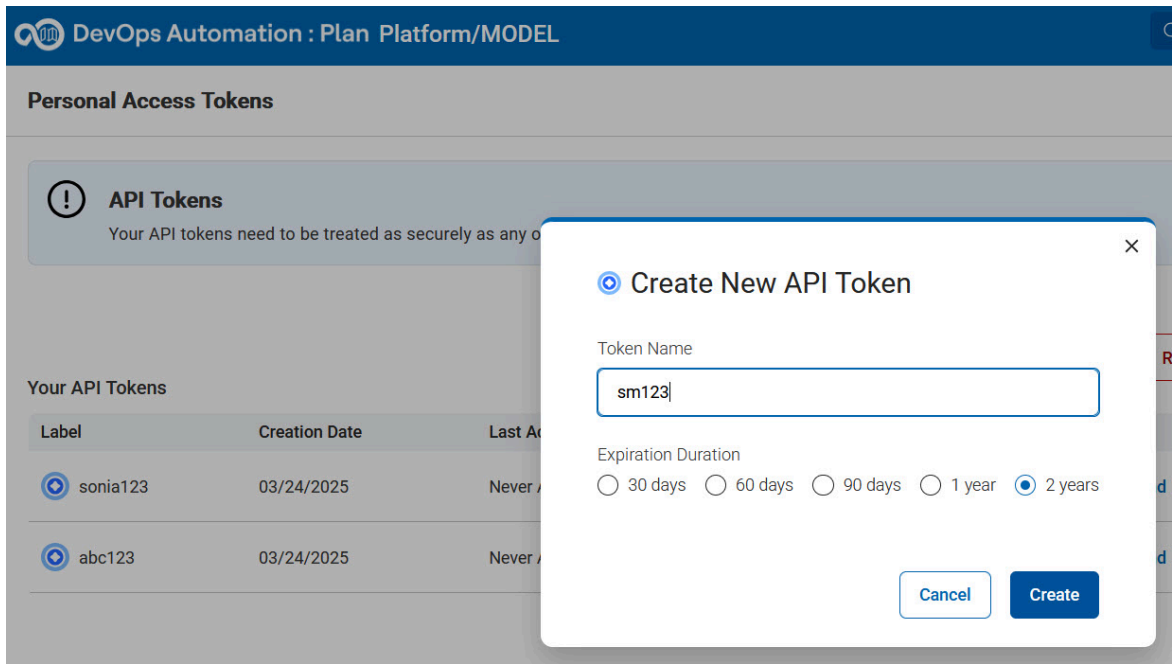 DevOps Automation : Plan Platform/MODEL
Personal Access Tokens
API Tokens
Your API tokens need to be treated as securely as any
Create New API Token
Token Name
sm123
Expiration Duration
30 days 60 days 90 days 1 year 2 years
Cancel Create
Your API Tokens
Label Creation Date Last
sonia123 03/24/2025 Never
abc123 03/24/2025 Never